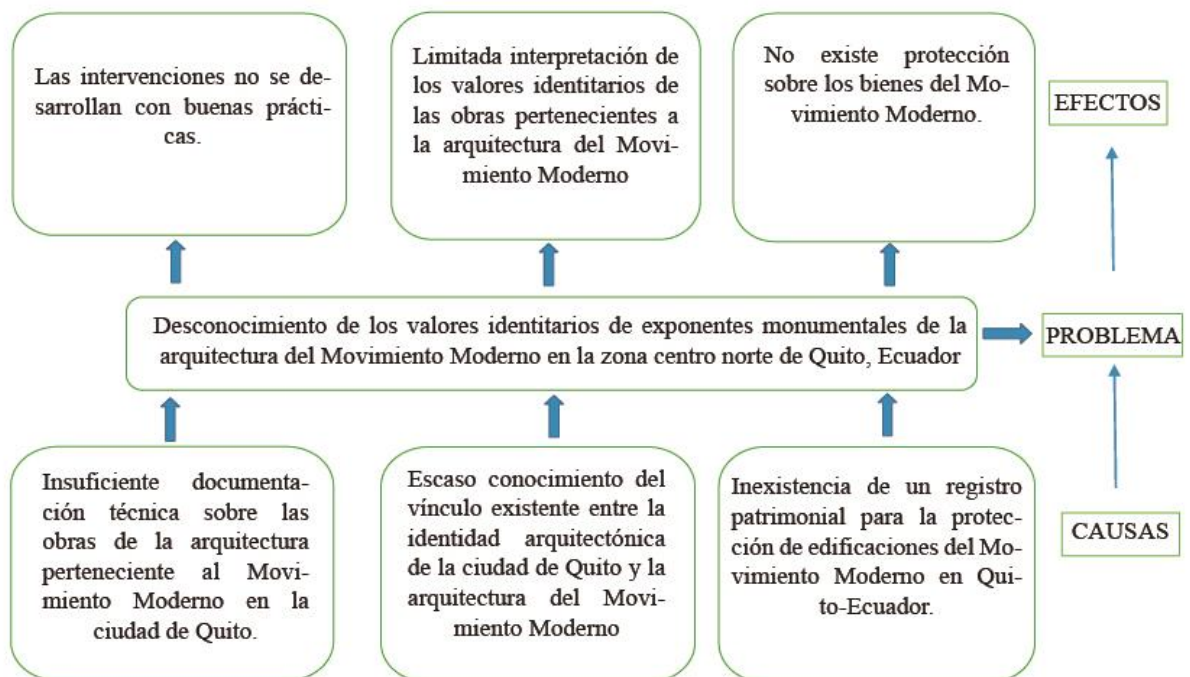 Las intervenciones no se de-
sarrollan con buenas prácti-
cas.
Limitada interpretación de
los valores identitarios de
las obras pertenecientes a
la arquitectura del Movi-
miento Moderno
No existe protección
sobre los bienes del Mo-
vimiento Moderno.
EFECTOS
Desconocimiento de los valores identitarios de exponentes monumentales de la
arquitectura del Movimiento Moderno en la zona centro norte de Quito, Ecuador
PROBLEMA
Insuficiente documenta-
ción técnica sobre las
obras de la arquitectura
perteneciente al Movi-
miento Moderno en la
ciudad de Quito.
Escaso conocimiento del
vínculo existente entre la
identidad arquitectónica
de la ciudad de Quito y la
arquitectura del Movi-
miento Moderno
Inexistencia de un registro
patrimonial para la protec-
ción de edificaciones del Mo-
vimiento Moderno en Qui-
to-Ecuador.
CAUSAS